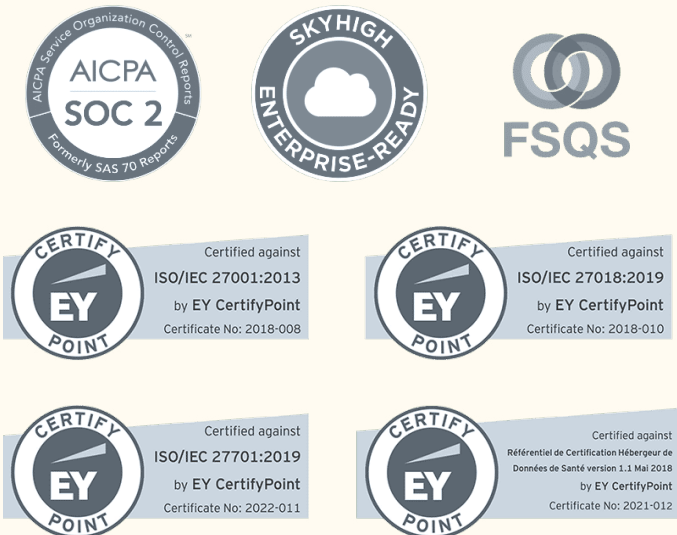 AICPA Service Organization Control Reports
™
AICPA
SOC 2
Formerly SAS 70 Reports
SKYHIGH
ENTERPRISE-READY
FSQS
CERTIFY
EY
POINT
Certified against
ISO/IEC 27001:2013
by EY CertifyPoint
Certificate No: 2018-008
CERTIFY
EY
POINT
Certified against
ISO/IEC 27018:2019
by EY CertifyPoint
Certificate No: 2018-010
CERTIFY
EY
POINT
Certified against
ISO/IEC 27701:2019
by EY CertifyPoint
Certificate No: 2022-011
CERTIFY
EY
POINT
Certified against
Référentiel de Certification Hébergeur de
Données de Santé version 1.1 Mai 2018
by EY CertifyPoint
Certificate No: 2021-012